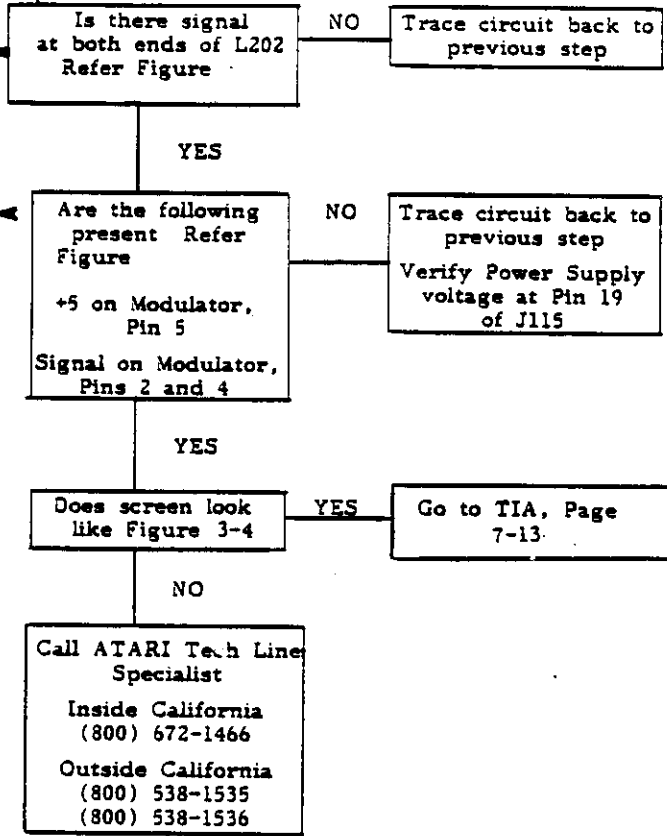 Is there signal
at both ends of L202
Refer Figure
NO
Trace circuit back to
previous step
YES
Are the following
present Refer
Figure
+5 on Modulator,
Pin 5
Signal on Modulator,
Pins 2 and 4
NO
Trace circuit back to
previous step
Verify Power Supply
voltage at Pin 19
of J115
YES
Does screen look
like Figure 3-4
YES
Go to TIA, Page
7-13
NO
Call ATARI Tech Line
Specialist
Inside California
(800) 672-1466
Outside California
(800) 538-1535
(800) 538-1536